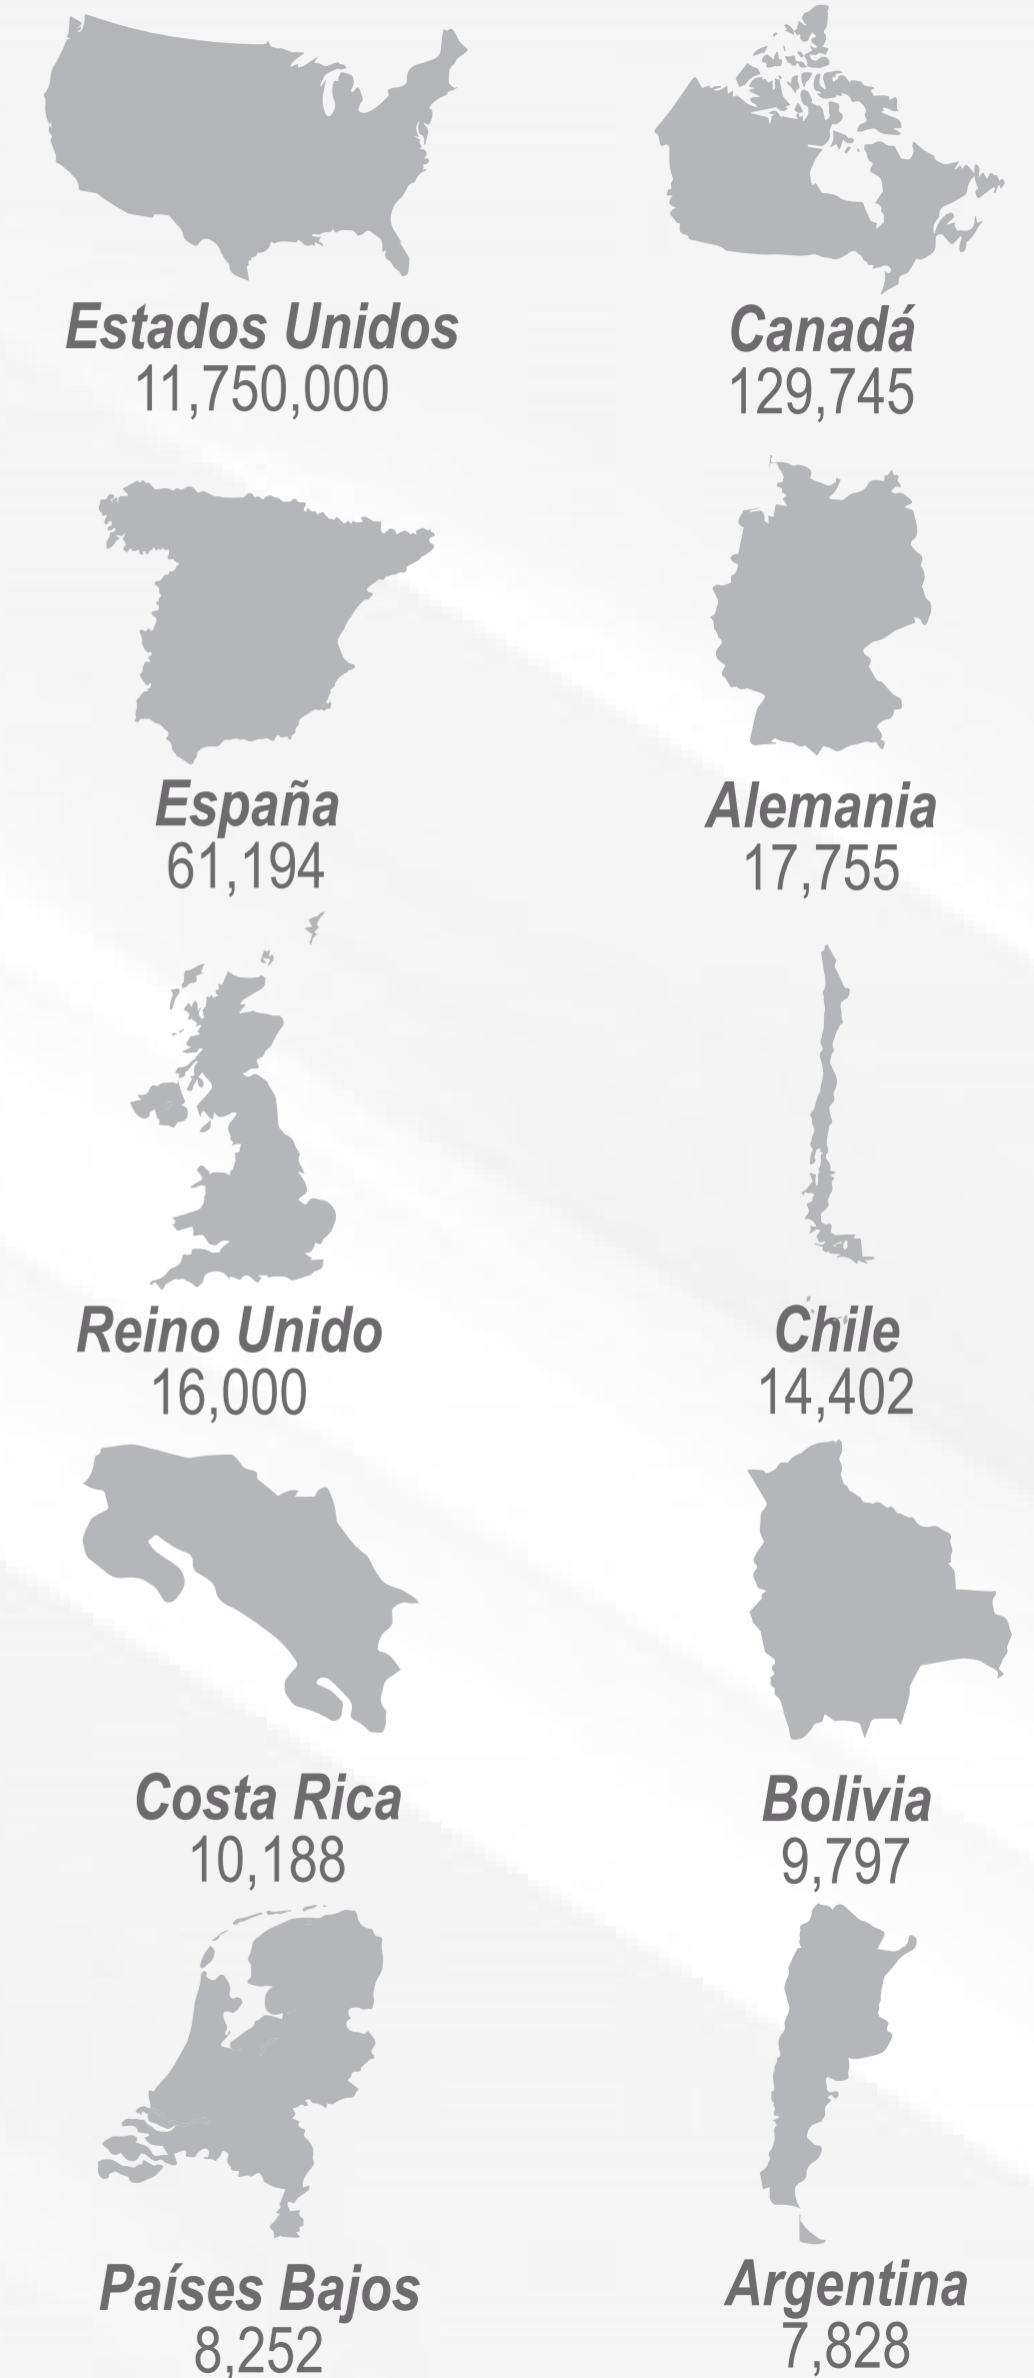 Estados Unidos
11,750,000
Canadá
129,745
España
61,194
Alemania
17,755
Reino Unido
16,000
Chile
14,402
Costa Rica
10,188
Bolivia
9,797
Países Bajos
8,252
Argentina
7,828